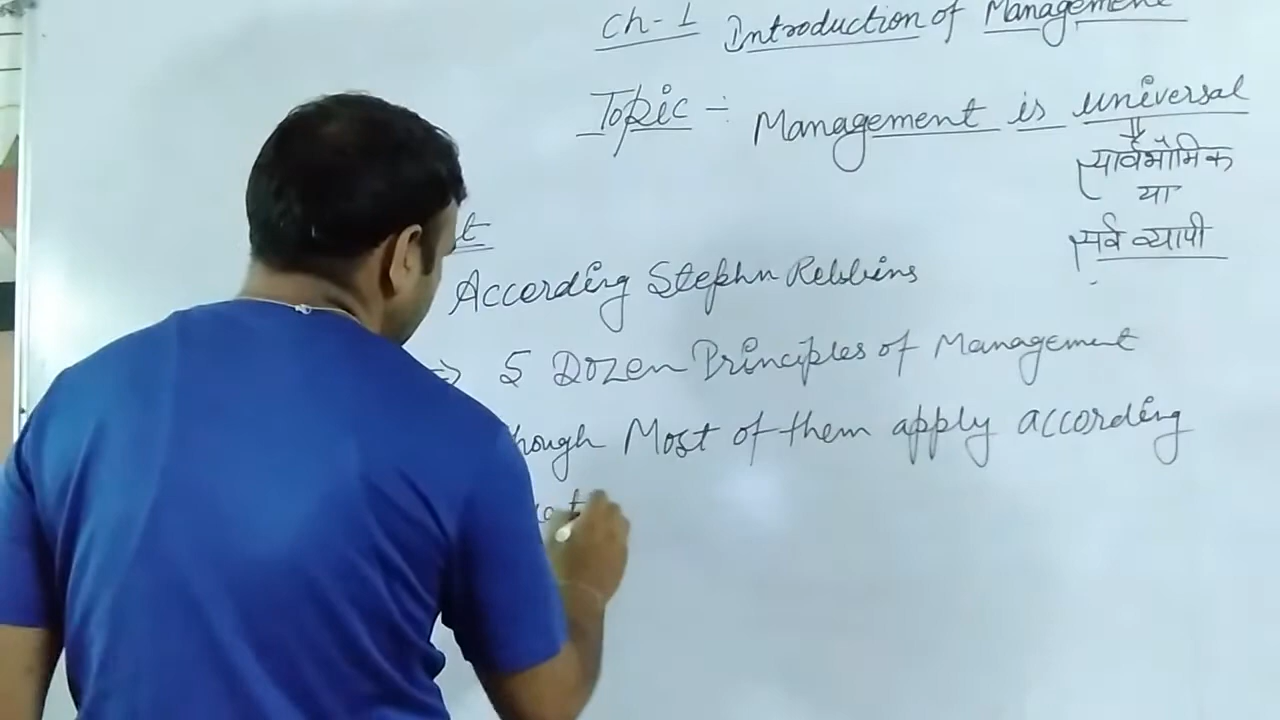 Ch-1 Introduction of Management
Topic - Management is universal
सार्वभौमिक
या
सर्व व्यापी
According Stephn Rebbins
=> 5 Dozen Principles of Management
hough Most of them apply according